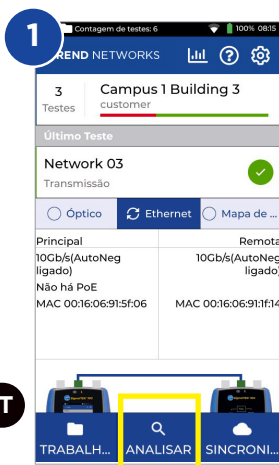 1
Contagem de testes: 6
100% 08:15
REND NETWORKS
3
Testes
Campus 1 Building 3
customer
Último Teste
Network 03
Transmissão
Óptico
Ethernet
Mapa de ...
Principal
Remota
10Gb/s(AutoNeg
ligado)
10Gb/s(AutoNeg
ligado)
Não há PoE
MAC 00:16:06:91:5f:06
MAC 00:16:06:91:1f:14
T
TRABALH...
ANALISAR
SINCRONI...